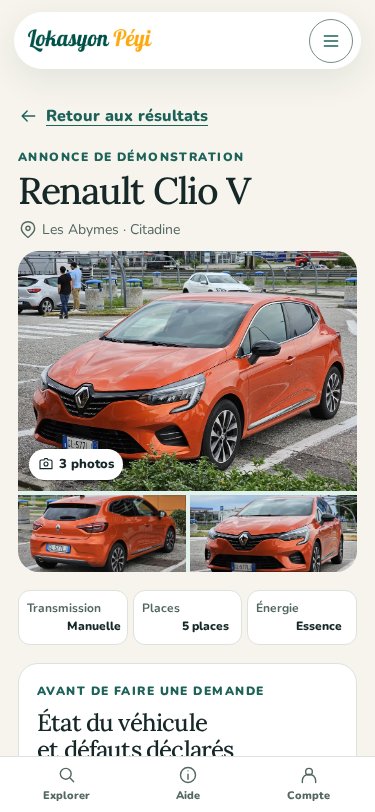 Lokasyon Péyi
Retour aux résultats
ANNONCE DE DÉMONSTRATION
Renault Clio V
Les Abymes · Citadine
3 photos
Transmission
Manuelle
Places
5 places
Énergie
Essence
AVANT DE FAIRE UNE DEMANDE
État du véhicule
et défauts déclarés
Explorer
Aide
Compte